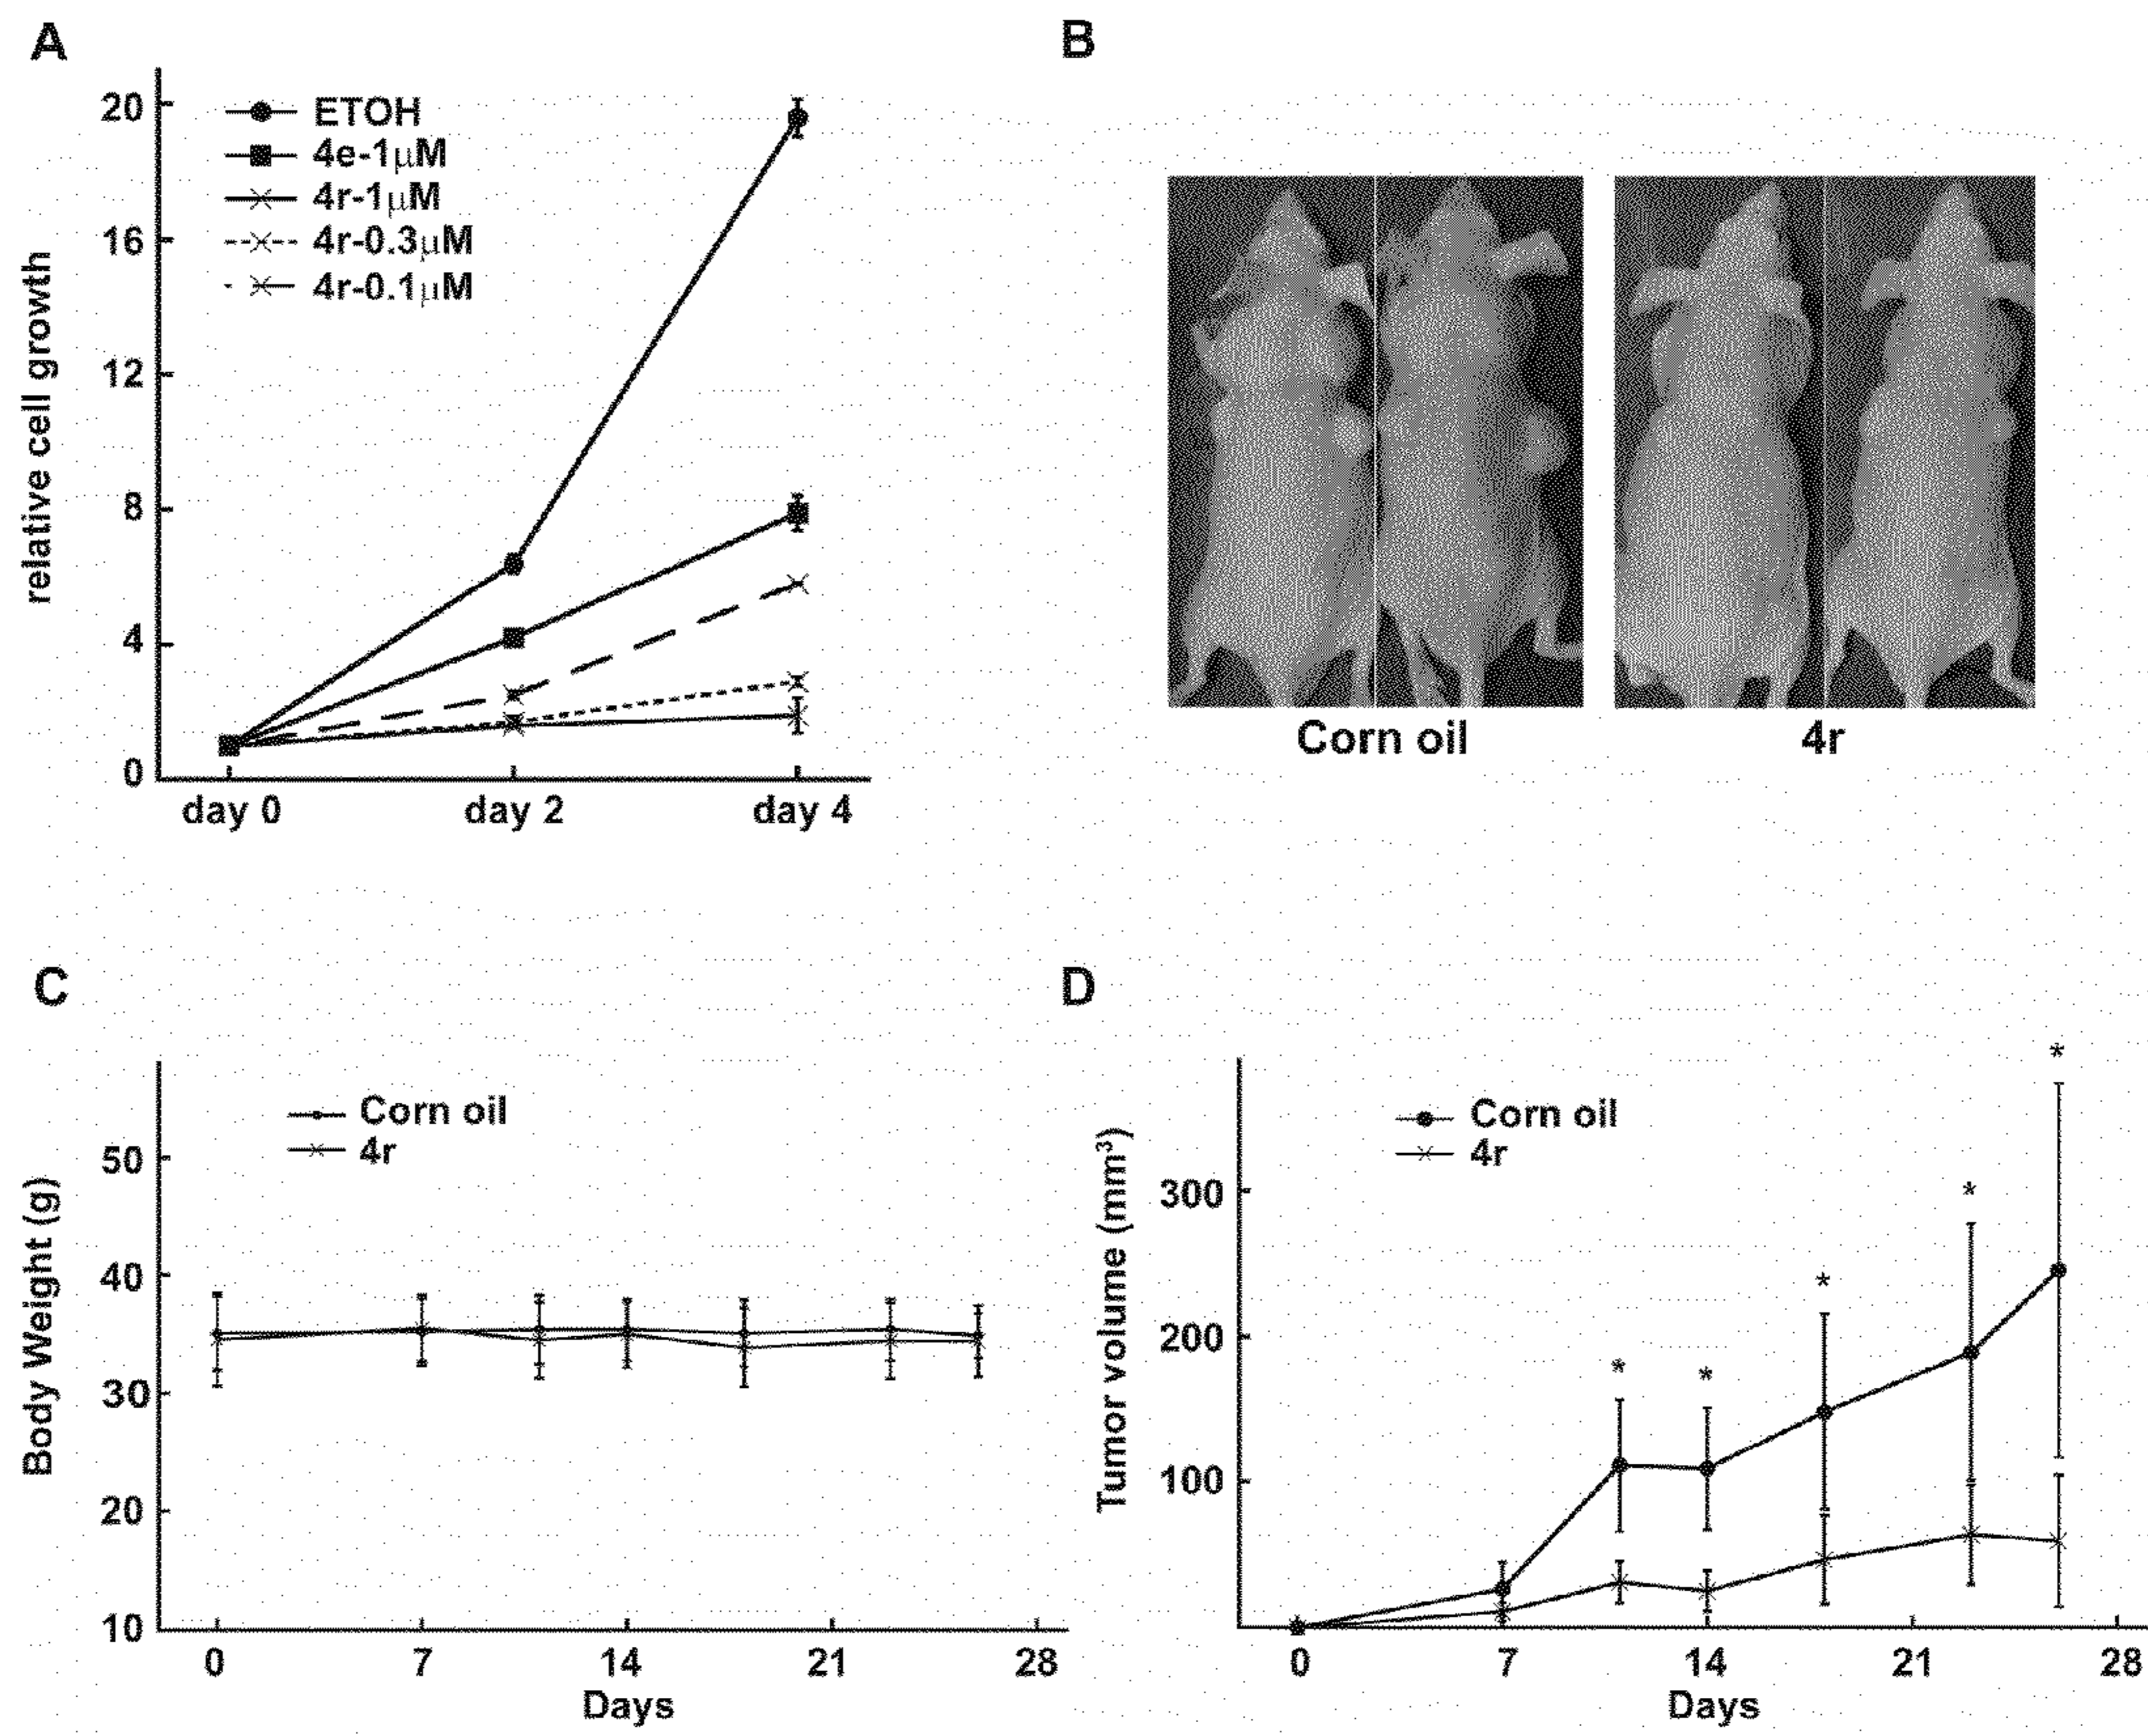 A
20
16
12
8
4
0
relative cell growth
ETOH
4e-1μM
4r-1μM
4r-0.3μM
4r-0.1μM
day 0 day 2 day 4
B
Corn oil 4r
C
50
40
30
20
10
Body Weight (g)
Corn oil
4r
0 7 14 21 28
Days
D
300
200
100
Tumor volume (mm³)
Corn oil
4r
* * * * *
0 7 14 21 28
Days